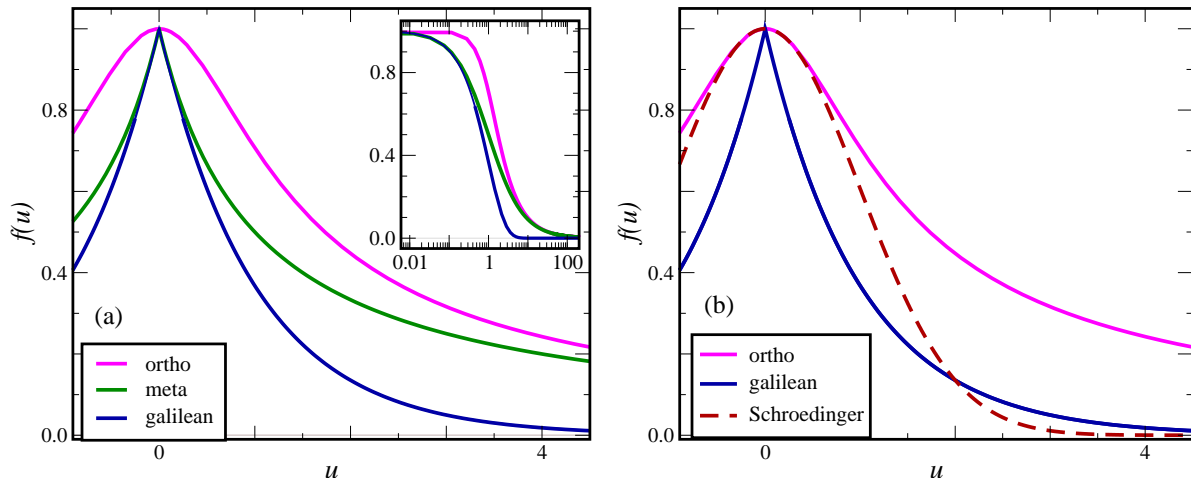 f(u)
0.8
0.4
0.0
0
4
u
(a)
ortho
meta
galilean
0.8
0.4
0.0
0.01
1
100
f(u)
0.8
0.4
0.0
0
4
u
(b)
ortho
galilean
Schroedinger